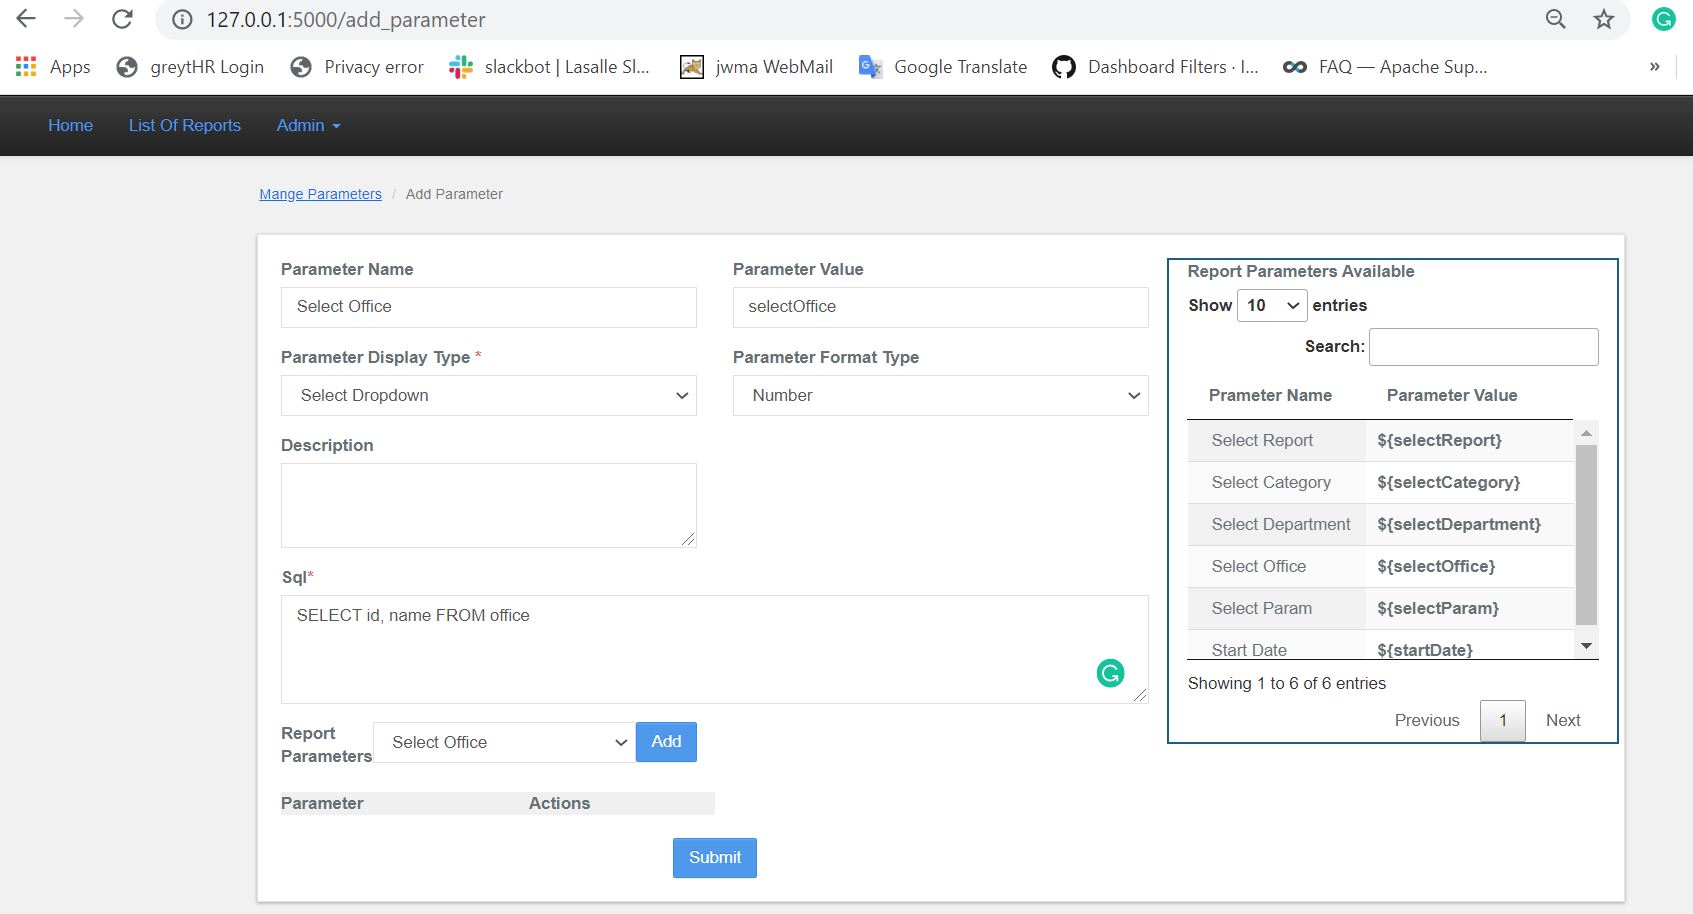 127.0.0.1:5000/add_parameter
Apps greytHR Login Privacy error slackbot | Lasalle Sl... jwma WebMail Google Translate Dashboard Filters · I... FAQ — Apache Sup... »
Home List Of Reports Admin
Mange Parameters / Add Parameter
Parameter Name
Select Office
Parameter Value
selectOffice
Parameter Display Type *
Select Dropdown
Parameter Format Type
Number
Description
Sql*
SELECT id, name FROM office
Report Parameters
Select Office
Add
Parameter Actions
Submit
Report Parameters Available
Show 10 entries
Search:
Prameter Name Parameter Value
Select Report ${selectReport}
Select Category ${selectCategory}
Select Department ${selectDepartment}
Select Office ${selectOffice}
Select Param ${selectParam}
Start Date ${startDate}
Showing 1 to 6 of 6 entries
Previous 1 Next